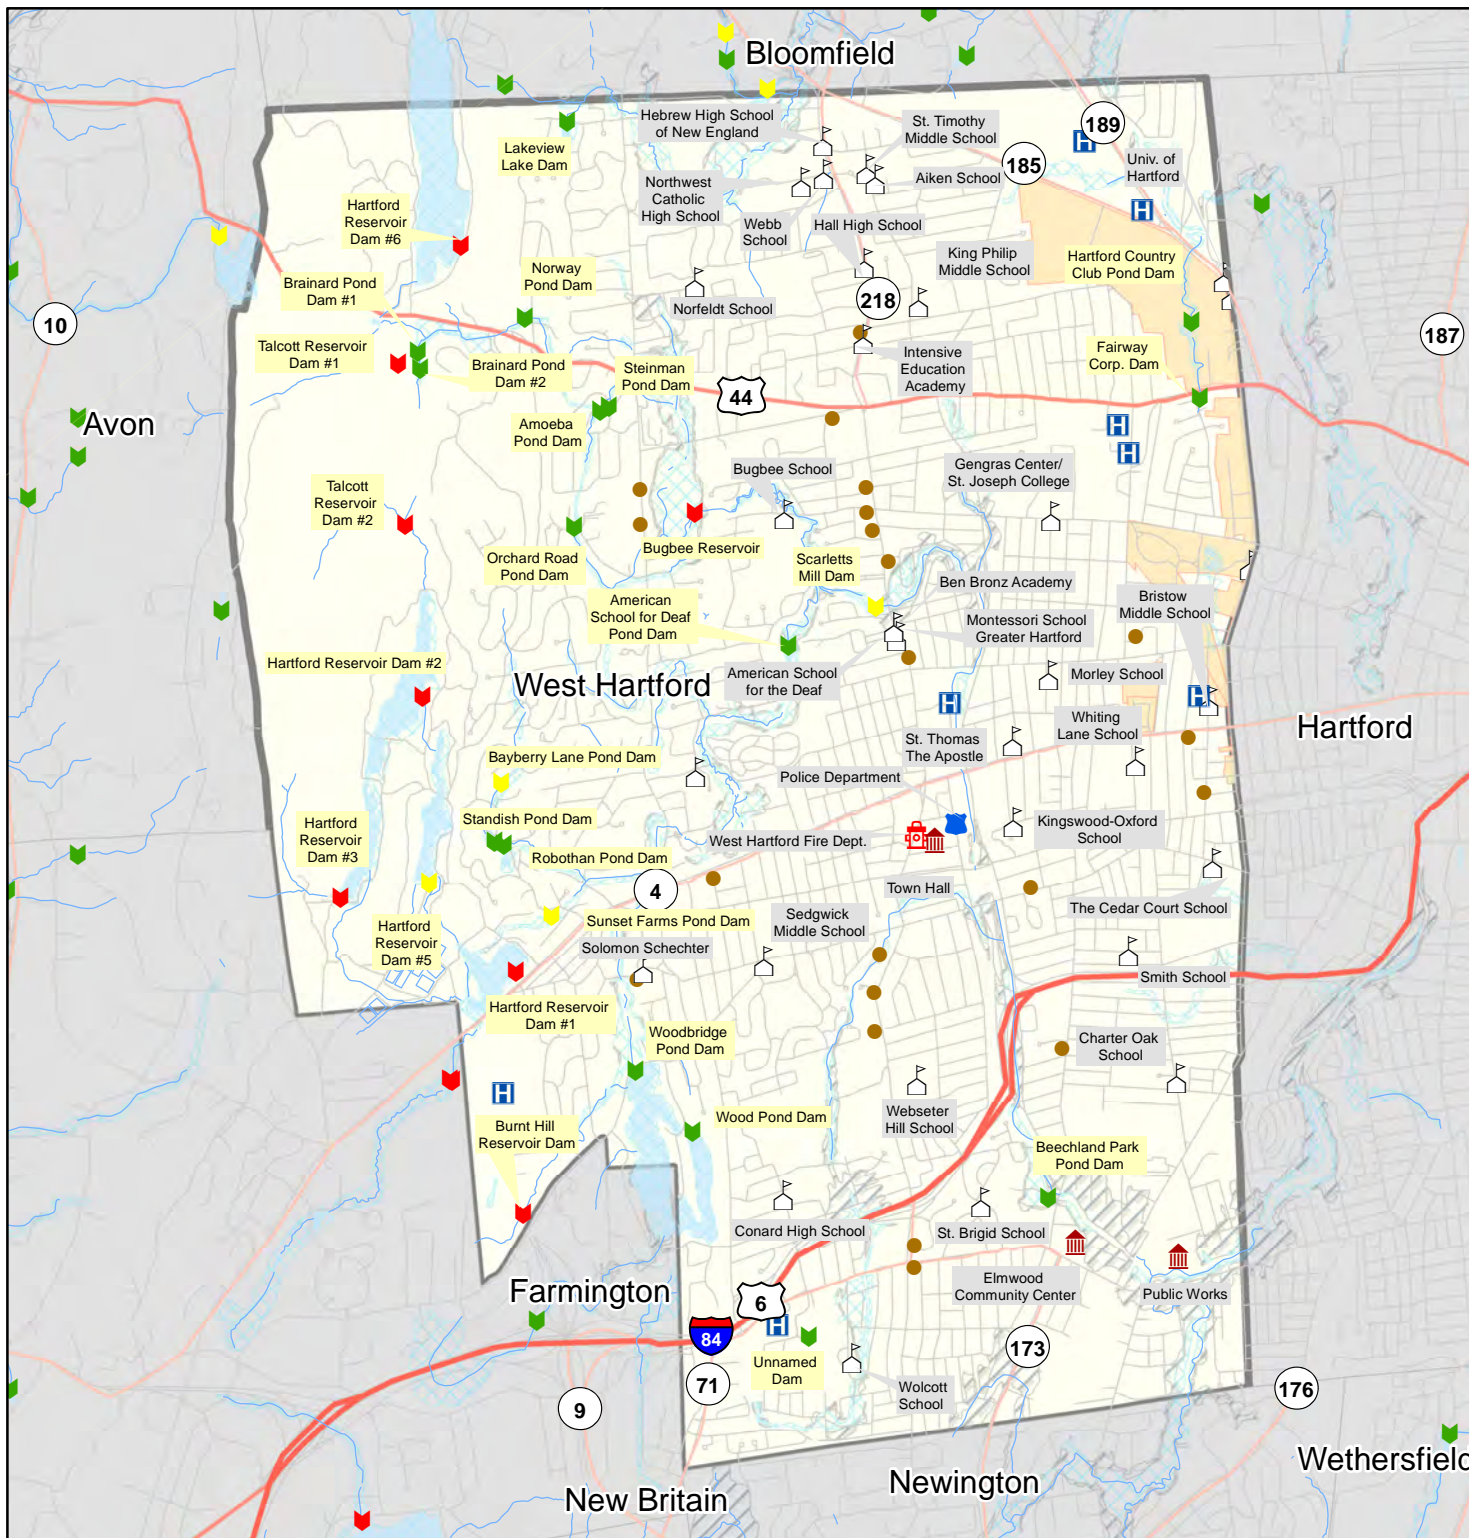 Bloomfield
Hebrew High School
of New England
St. Timothy
Middle School
189
Lakeview
Lake Dam
185
Univ. of
Hartford
Northwest
Catholic
High School
Aiken School
Hartford
Reservoir
Dam #6
Webb
School
Hall High School
King Philip
Middle School
Hartford Country
Club Pond Dam
Norway
Pond Dam
Brainard Pond
Dam #1
Norfeldt School
218
10
187
Talcott Reservoir
Dam #1
Brainard Pond
Dam #2
Steinman
Pond Dam
Intensive
Education
Academy
Fairway
Corp. Dam
44
Avon
Amoeba
Pond Dam
Bugbee School
Gengras Center/
St. Joseph College
Talcott
Reservoir
Dam #2
Orchard Road
Pond Dam
Bugbee Reservoir
Scarletts
Mill Dam
Ben Bronz Academy
American
School for Deaf
Pond Dam
Bristow
Middle School
Montessori School
Greater Hartford
Hartford Reservoir Dam #2
West Hartford
American School
for the Deaf
Morley School
Hartford
Whiting
Lane School
St. Thomas
The Apostle
Bayberry Lane Pond Dam
Police Department
Standish Pond Dam
Hartford
Reservoir
Dam #3
Kingswood-Oxford
School
West Hartford Fire Dept.
Robothan Pond Dam
4
Town Hall
The Cedar Court School
Sunset Farms Pond Dam
Sedgwick
Middle School
Hartford
Reservoir
Dam #5
Solomon Schechter
Smith School
Hartford Reservoir
Dam #1
Woodbridge
Pond Dam
Charter Oak
School
Burnt Hill
Reservoir Dam
Wood Pond Dam
Webseter
Hill School
Beechland Park
Pond Dam
Conard High School
St. Brigid School
Farmington
Elmwood
Community Center
Public Works
6
84
173
Unnamed
Dam
71
Wolcott
School
176
9
Wethersfield
Newington
New Britain